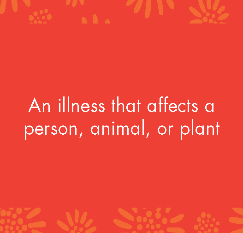 An illness that affects a
person, animal, or plant